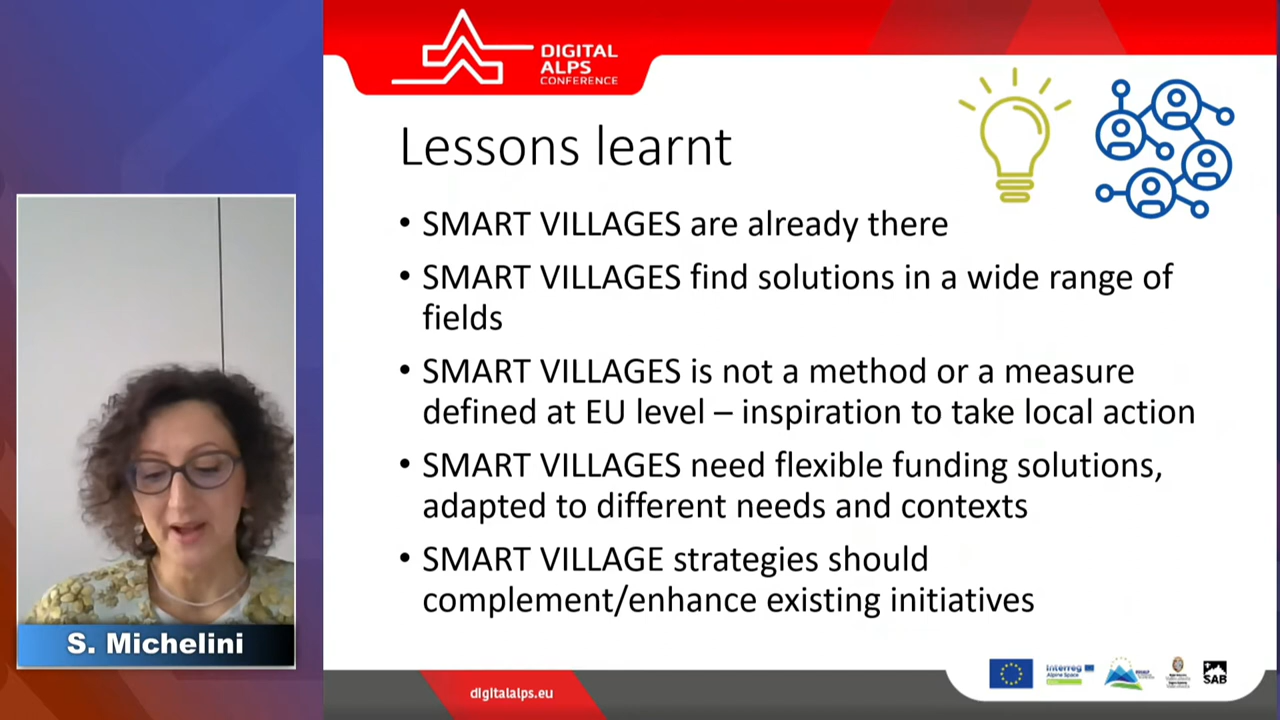 DIGITAL
ALPS
CONFERENCE
Lessons learnt
• SMART VILLAGES are already there
• SMART VILLAGES find solutions in a wide range of
fields
• SMART VILLAGES is not a method or a measure
defined at EU level – inspiration to take local action
• SMART VILLAGES need flexible funding solutions,
adapted to different needs and contexts
• SMART VILLAGE strategies should
complement/enhance existing initiatives
S. Michelini
digitalalps.eu
Interreg
Alpine Space
SAB